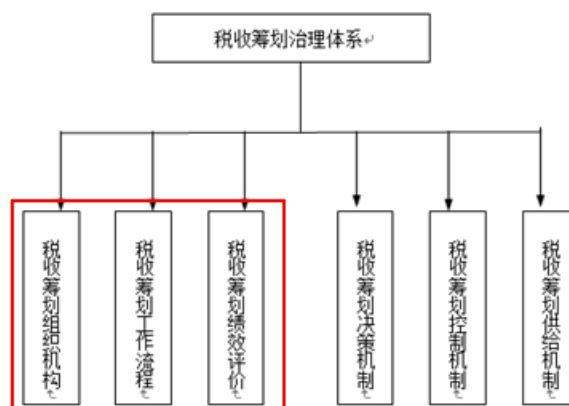 税收筹划治理体系
税收筹划组织机构
税收筹划工作流程
税收筹划绩效评价
税收筹划决策机制
税收筹划控制机制
税收筹划供给机制